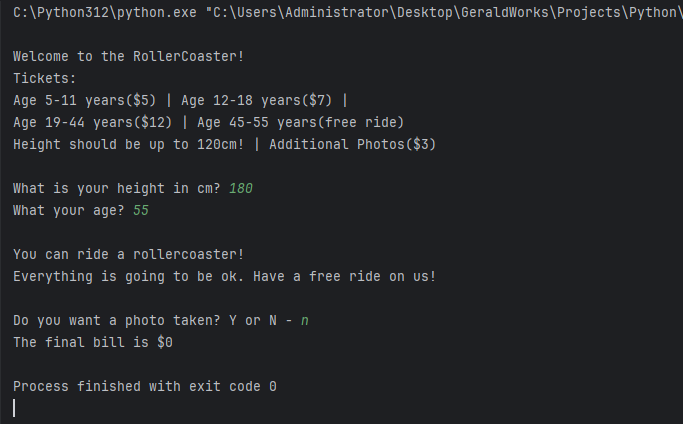 C:\Python312\python.exe "C:\Users\Administrator\Desktop\GeraldWorks\Projects\Python\
Welcome to the RollerCoaster!
Tickets:
Age 5-11 years($5) | Age 12-18 years($7) |
Age 19-44 years($12) | Age 45-55 years(free ride)
Height should be up to 120cm! | Additional Photos($3)
What is your height in cm? 180
What your age? 55
You can ride a rollercoaster!
Everything is going to be ok. Have a free ride on us!
Do you want a photo taken? Y or N - n
The final bill is $0
Process finished with exit code 0